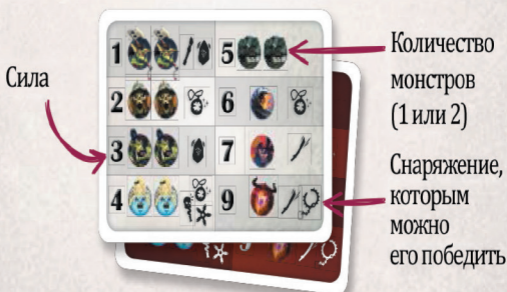 Сила
1
5
2
6
3
7
4
9
Количество
монстров
(1 или 2)
Снаряжение,
которым
можно
его победить